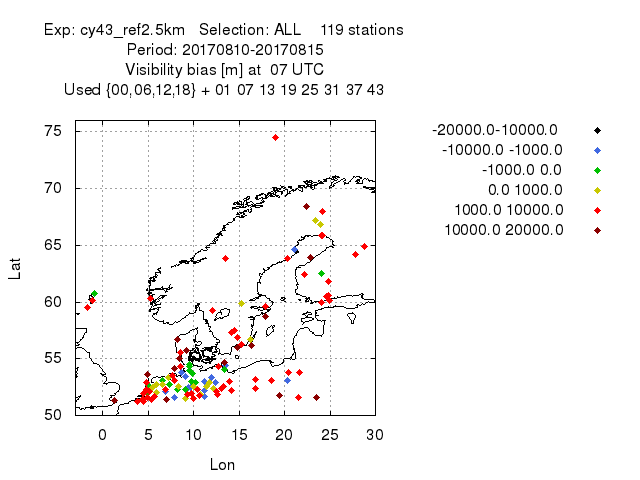 Exp: cy43_ref2.5km Selection: ALL 119 stations
Period: 20170810-20170815
Visibility bias [m] at 07 UTC
Used {00,06,12,18} + 01 07 13 19 25 31 37 43
75
70
65
60
55
50
Lat
0 5 10 15 20 25 30
Lon
-20000.0-10000.0
-10000.0 -1000.0
-1000.0 0.0
0.0 1000.0
1000.0 10000.0
10000.0 20000.0